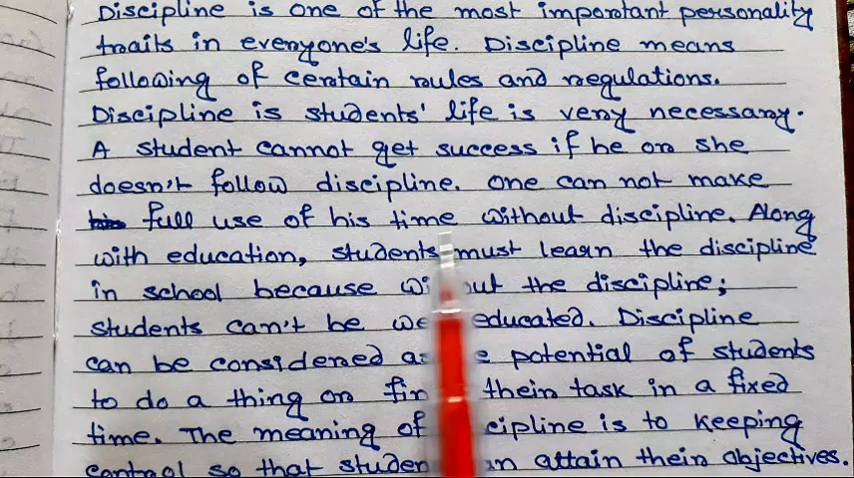 Discipline is one of the most important personality
traits in everyone's life. Discipline means
following of certain rules and regulations.
Discipline is students' life is very necessary.
A student cannot get success if he or she
doesn't follow discipline. One can not make
full use of his time without discipline. Along
with education, students must learn the discipline
in school because the discipline;
students can't be educated. Discipline
can be considered as potential of students
to do a thing or their task in a fixed
time. The meaning of is to keeping
control so that attain their objectives.